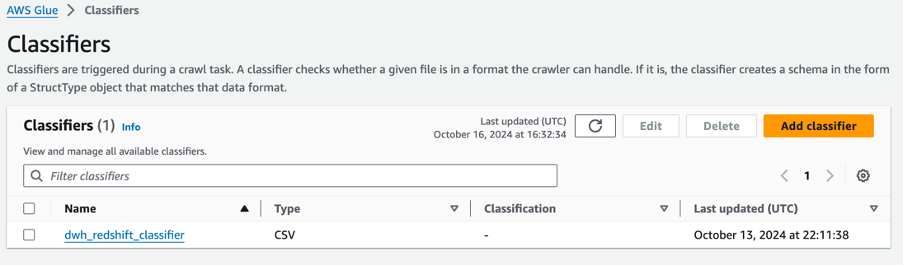 AWS Glue > Classifiers
Classifiers
Classifiers are triggered during a crawl task. A classifier checks whether a given file is in a format the crawler can handle. If it is, the classifier creates a schema in the form
of a StructType object that matches that data format.
Classifiers (1) Info
Last updated (UTC)
October 16, 2024 at 16:32:34
Edit
Delete
Add classifier
View and manage all available classifiers.
Filter classifiers
1
Name Type Classification Last updated (UTC)
dwh_redshift_classifier CSV - October 13, 2024 at 22:11:38